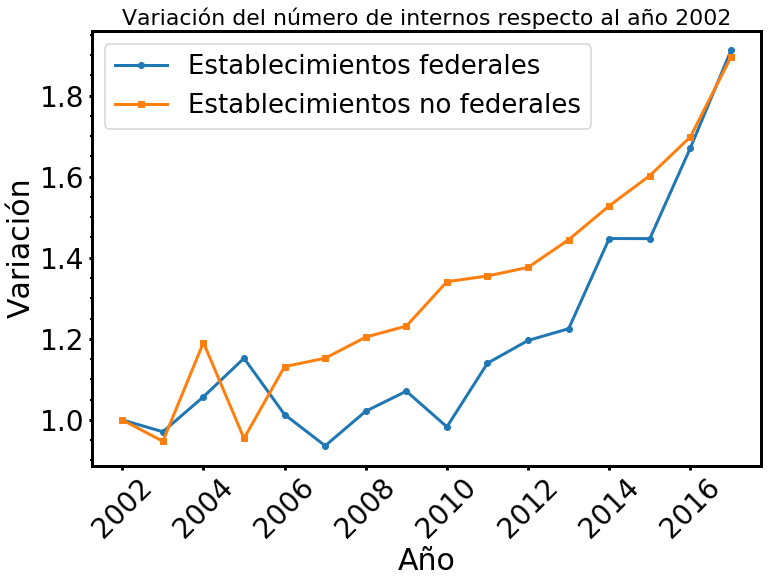 Variación del número de internos respecto al año 2002
Establecimientos federales
Establecimientos no federales
Variación
1.8
1.6
1.4
1.2
1.0
2002
2004
2006
2008
2010
2012
2014
2016
Año